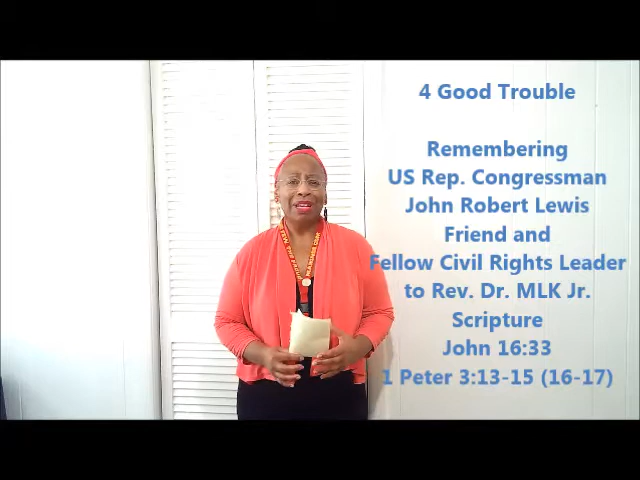 4 Good Trouble
Remembering
US Rep. Congressman
John Robert Lewis
Friend and
Fellow Civil Rights Leader
to Rev. Dr. MLK Jr.
Scripture
John 16:33
1 Peter 3:13-15 (16-17)